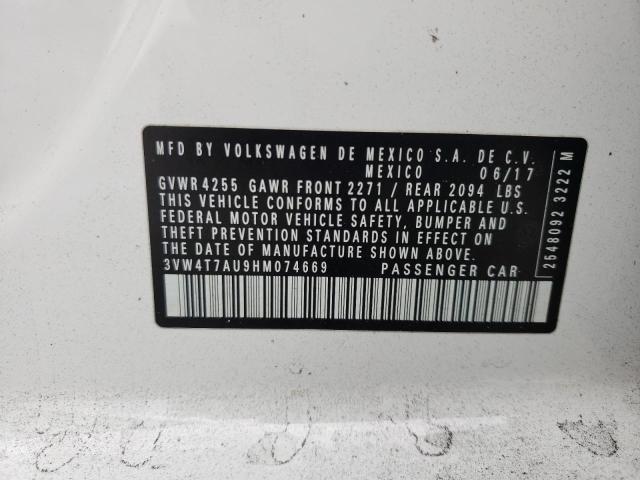 MFD BY VOLKSWAGEN DE MEXICO S.A. DE C.V.
MEXICO 06/17
GVWR 4255 GAWR FRONT 2271 / REAR 2094 LBS
THIS VEHICLE CONFORMS TO ALL APPLICABLE U.S.
FEDERAL MOTOR VEHICLE SAFETY, BUMPER AND
THEFT PREVENTION STANDARDS IN EFFECT ON
THE DATE OF MANUFACTURE SHOWN ABOVE.
3VW4T7AU9HM074669 PASSENGER CAR
2548092 3222 M